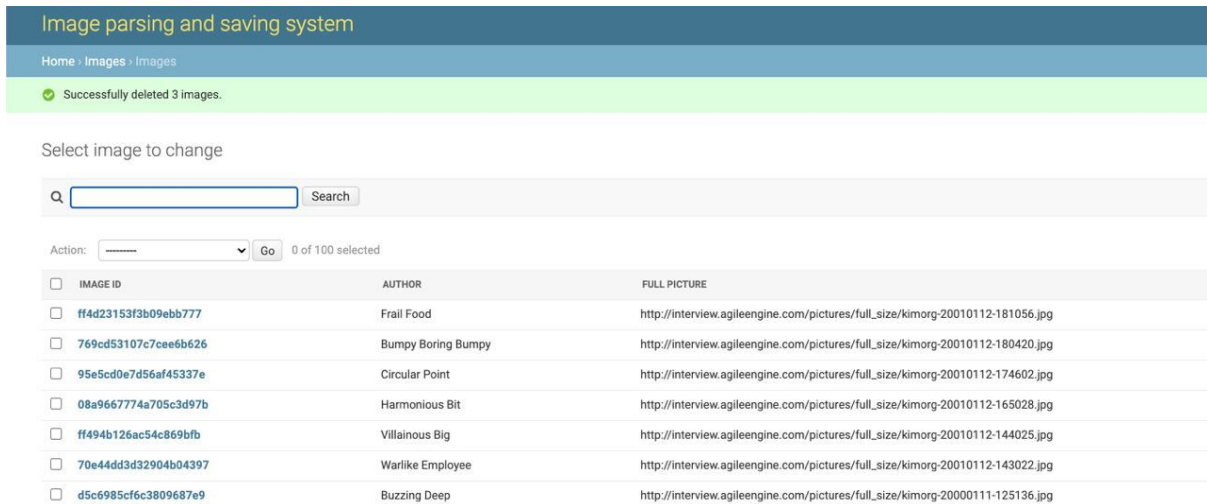 Image parsing and saving system
Home › Images › Images
Successfully deleted 3 images.
Select image to change
Search
Action: --------- Go 0 of 100 selected
IMAGE ID AUTHOR FULL PICTURE
ff4d23153f3b09ebb777 Frail Food http://interview.agileengine.com/pictures/full_size/kimorg-20010112-181056.jpg
769cd53107c7cee6b626 Bumpy Boring Bumpy http://interview.agileengine.com/pictures/full_size/kimorg-20010112-180420.jpg
95e5cd0e7d56af45337e Circular Point http://interview.agileengine.com/pictures/full_size/kimorg-20010112-174602.jpg
08a9667774a705c3d97b Harmonious Bit http://interview.agileengine.com/pictures/full_size/kimorg-20010112-165028.jpg
ff494b126ac54c869bfb Villainous Big http://interview.agileengine.com/pictures/full_size/kimorg-20010112-144025.jpg
70e44dd3d32904b04397 Warlike Employee http://interview.agileengine.com/pictures/full_size/kimorg-20010112-143022.jpg
d5c6985cf6c3809687e9 Buzzing Deep http://interview.agileengine.com/pictures/full_size/kimorg-20000111-125136.jpg